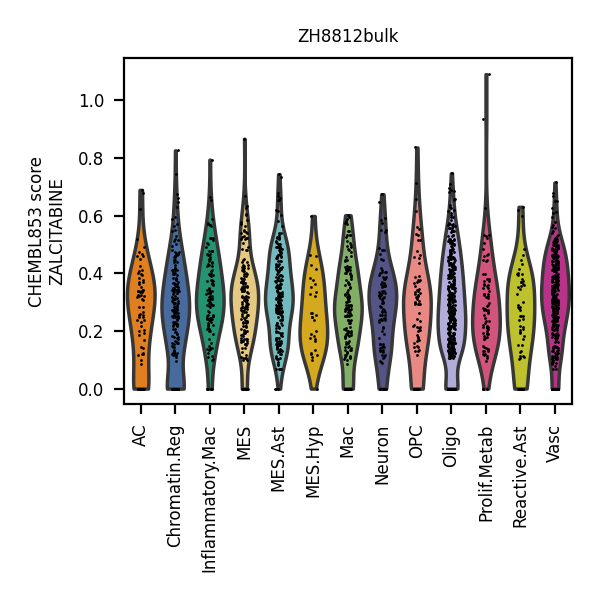 ZH8812bulk
CHEMBL853 score
ZALCITABINE
1.0
0.8
0.6
0.4
0.2
0.0
AC
Chromatin.Reg
Inflammatory.Mac
MES
MES.Ast
MES.Hyp
Mac
Neuron
OPC
Oligo
Prolif.Metab
Reactive.Ast
Vasc